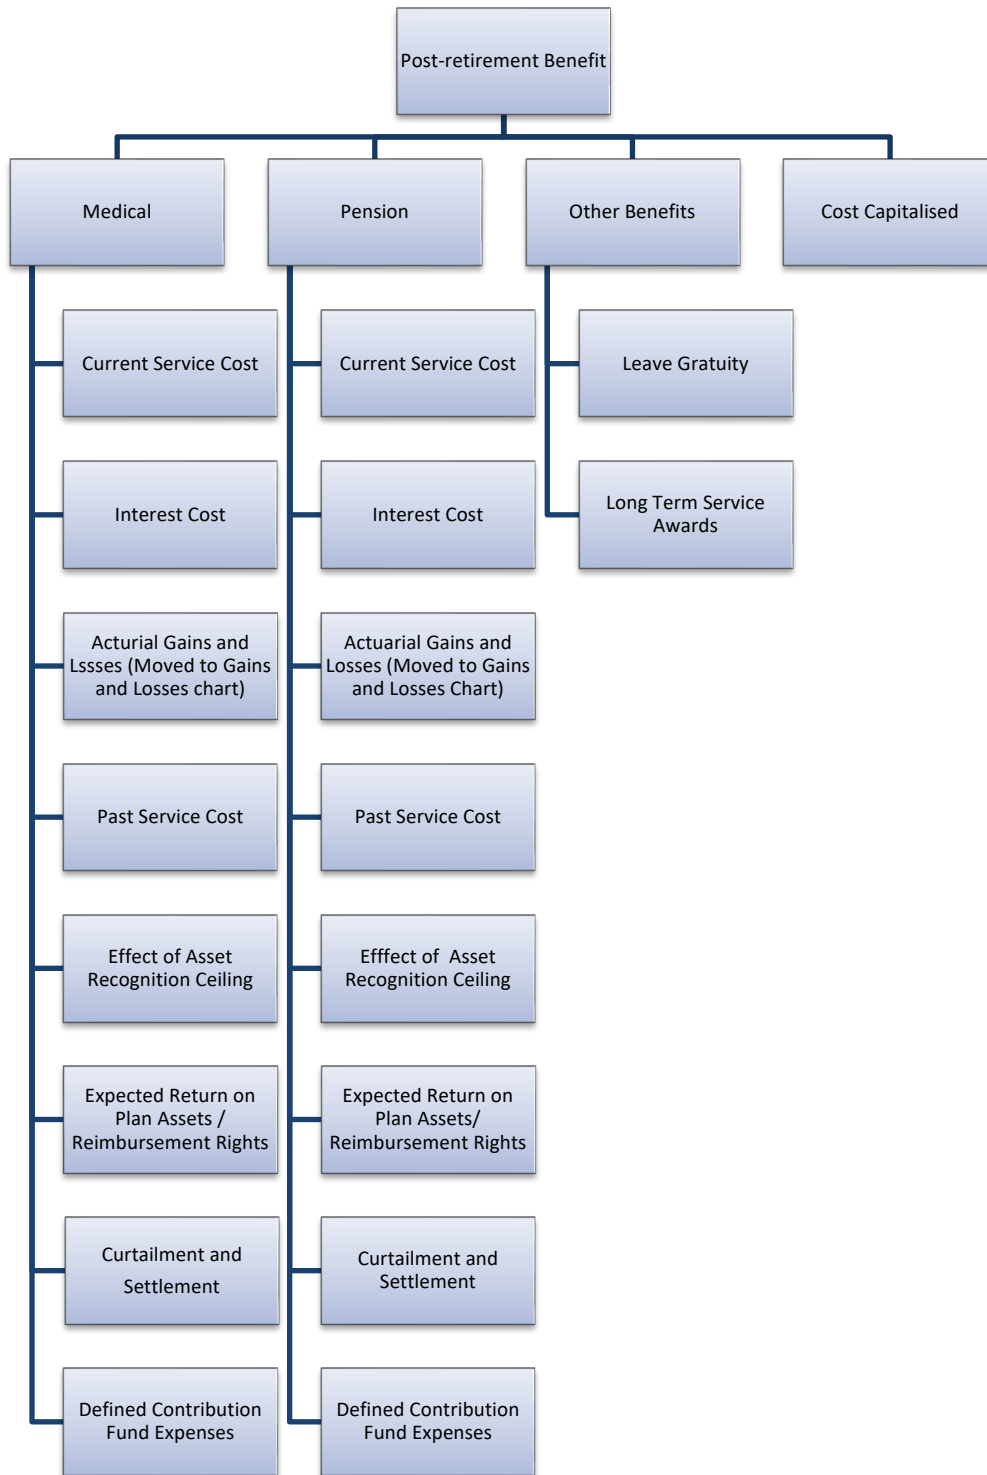 Post-retirement Benefit
Medical
Pension
Other Benefits
Cost Capitalised
Current Service Cost
Current Service Cost
Leave Gratuity
Interest Cost
Interest Cost
Long Term Service
Awards
Acturial Gains and
Lssses (Moved to Gains
and Losses chart)
Actuarial Gains and
Losses (Moved to Gains
and Losses Chart)
Past Service Cost
Past Service Cost
Effect of Asset
Recognition Ceiling
Efffect of  Asset
Recognition Ceiling
Expected Return on
Plan Assets /
Reimbursement Rights
Expected Return on
Plan Assets/
Reimbursement Rights
Curtailment and
Settlement
Curtailment and
Settlement
Defined Contribution
Fund Expenses
Defined Contribution
Fund Expenses